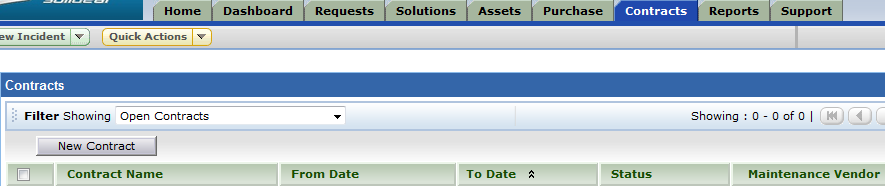 Home Dashboard Requests Solutions Assets Purchase Contracts Reports Support
ew Incident Quick Actions
Contracts
Filter Showing Open Contracts Showing : 0 - 0 of 0 |
New Contract
Contract Name From Date To Date Status Maintenance Vendor